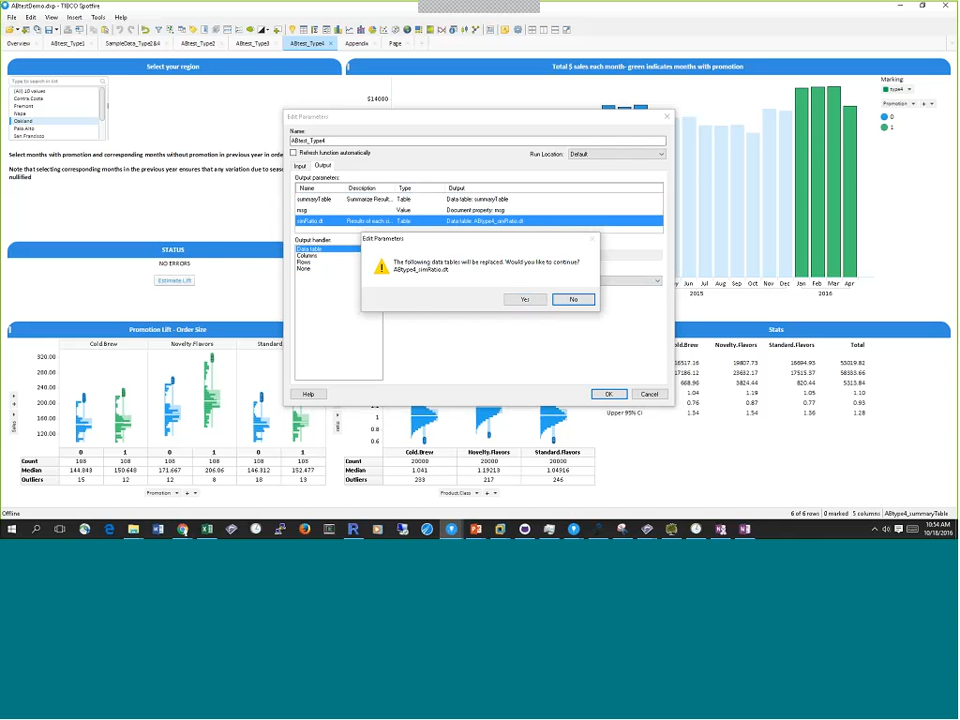 ABtestDemo.dxp - TIBCO Spotfire
File Edit View Insert Tools Help
Overview ABtest_Type1 SampleData_Type2&4 ABtest_Type2 ABtest_Type3 ABtest_Type4 Appendix Page
Select your region
Total $ sales each month- green indicates months with promotion
Type to search in list
(All) 10 values
Contra Costa
Fremont
Napa
Oakland
Palo Alto
San Francisco
Select months with promotion and corresponding months without promotion in previous year in orde
Note that selecting corresponding months in the previous year ensures that any variation due to seas
nullified
STATUS
NO ERRORS
Estimate Lift
$14000
Marking:
type4
Promotion
0
1
Jun Jul Aug Sep Oct Nov Dec Jan Feb Mar Apr
2015 2016
Edit Parameters
Name:
ABtest_Type4
Refresh function automatically
Run Location: Default
Input Output
Output parameters:
Name Description Type Output
summaryTable Summarize Result... Table Data table: summaryTable
msg Value Document property: msg
simRatio.dt Results of each si... Table Data table: ABtype4_simRatio.dt
Output handler:
Data table
Columns
Rows
None
Edit Parameters
The following data tables will be replaced. Would you like to continue?
ABtype4_simRatio.dt
Yes No
Help OK Cancel
Promotion Lift - Order Size
Cold.Brew Novelty.Flavors Standard
320.00
280.00
240.00
200.00
160.00
120.00
Sales
0 1 0 1 0 1
Count 108 108 108 108 108 108
Median 144.843 150.648 171.667 206.06 146.312 152.477
Outliers 15 12 12 8 18 13
Promotion
1
0.8
0.6
Cold.Brew Novelty.Flavors Standard.Flavors
Count 20000 20000 20000
Median 1.041 1.19213 1.04916
Outliers 233 217 246
Product.Class
Stats
old.Brew Novelty.Flavors Standard.Flavors Total
16517.16 19807.73 16694.93 53019.82
17186.12 23632.17 17515.37 58333.66
668.96 3824.44 820.44 5313.84
1.04 1.19 1.05 1.10
0.76 0.87 0.77 0.93
Upper 95% CI 1.54 1.36 1.28
Offline
6 of 6 rows 0 marked 5 columns ABtype4_summaryTable
10:54 AM
10/18/2016